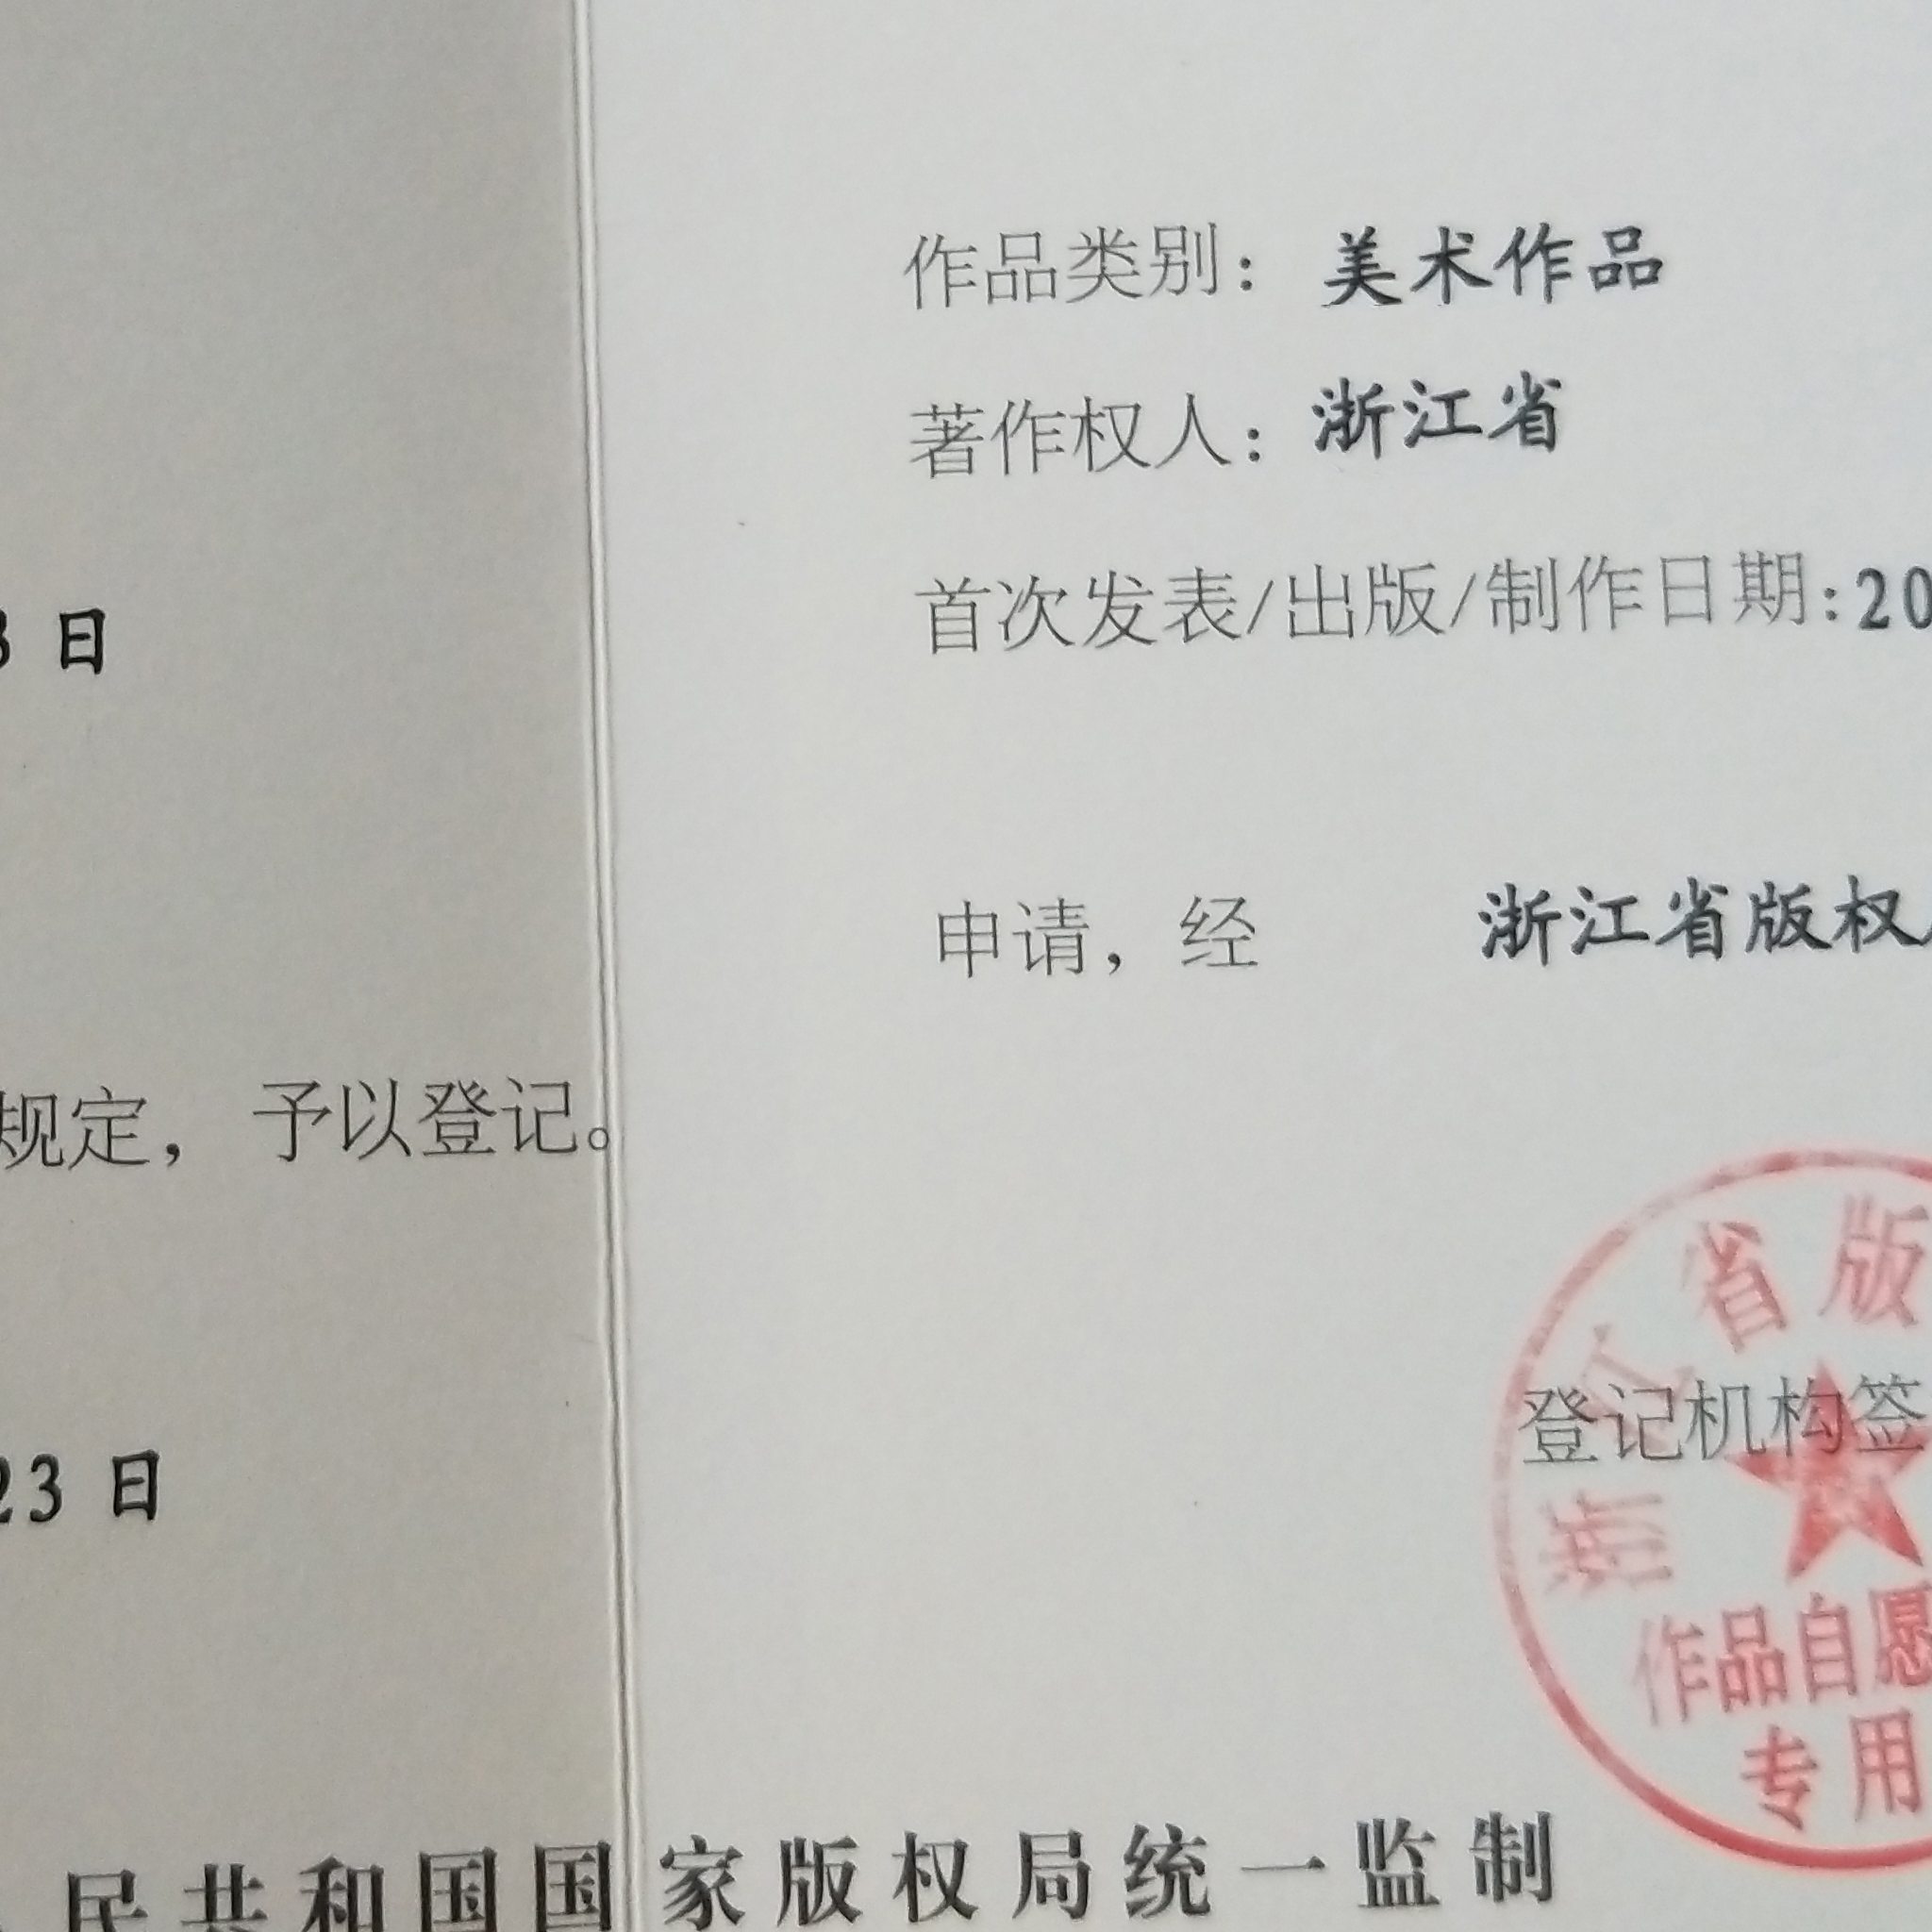 作品类别：美术作品
著作权人：浙江省
首次发表/出版/制作日期:20
日
申请，经 浙江省版权
规定，予以登记。
省版
登记机构签
浙
23 日
作品自愿
专用
民共和国国家版权局统一监制